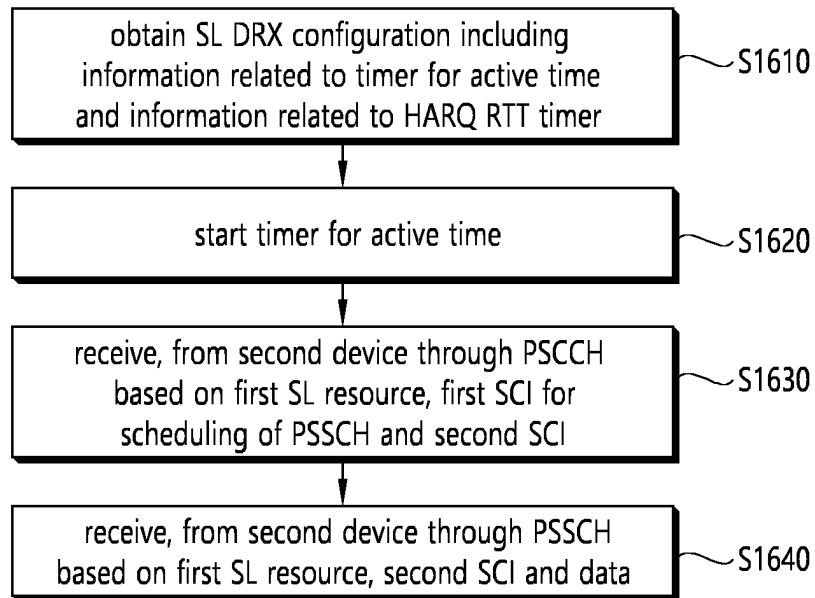 obtain SL DRX configuration including
information related to timer for active time
and information related to HARQ RTT timer
S1610
start timer for active time
S1620
receive, from second device through PSCCH
based on first SL resource, first SCI for
scheduling of PSSCH and second SCI
S1630
receive, from second device through PSSCH
based on first SL resource, second SCI and data
S1640